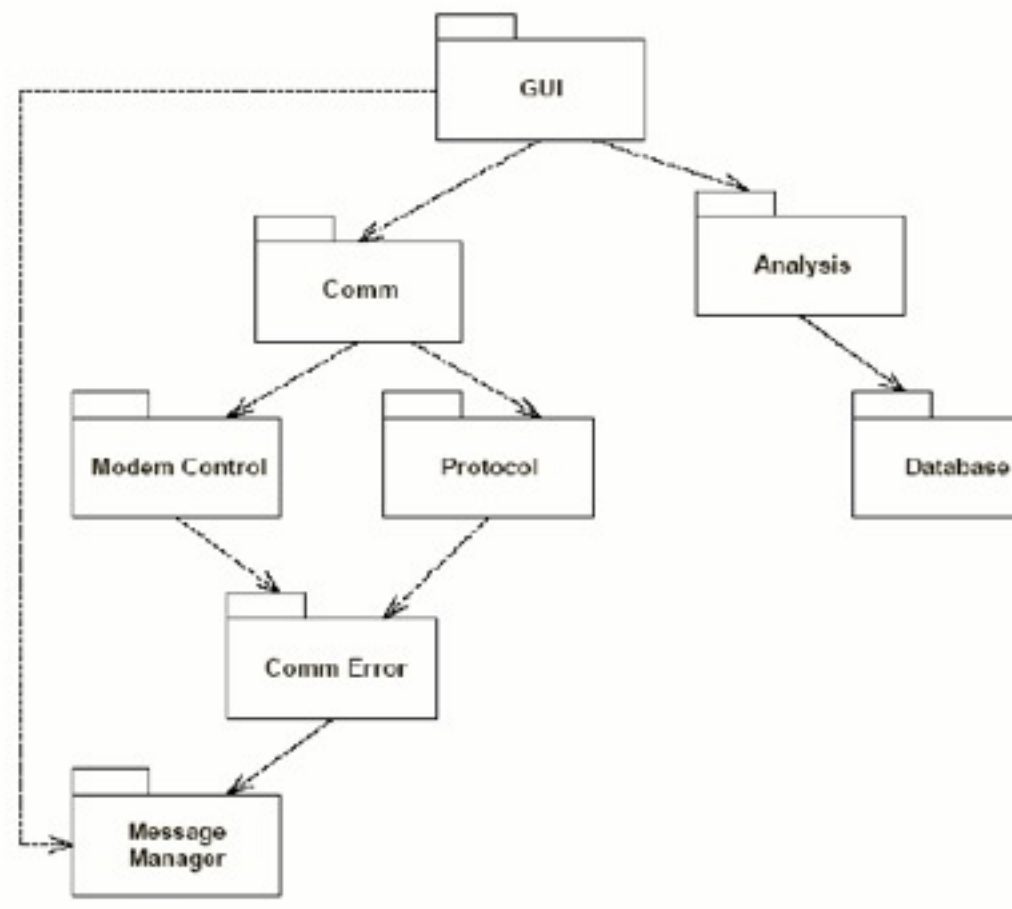 GUI
Comm
Analysis
Modem Control
Protocol
Database
Comm Error
Message
Manager